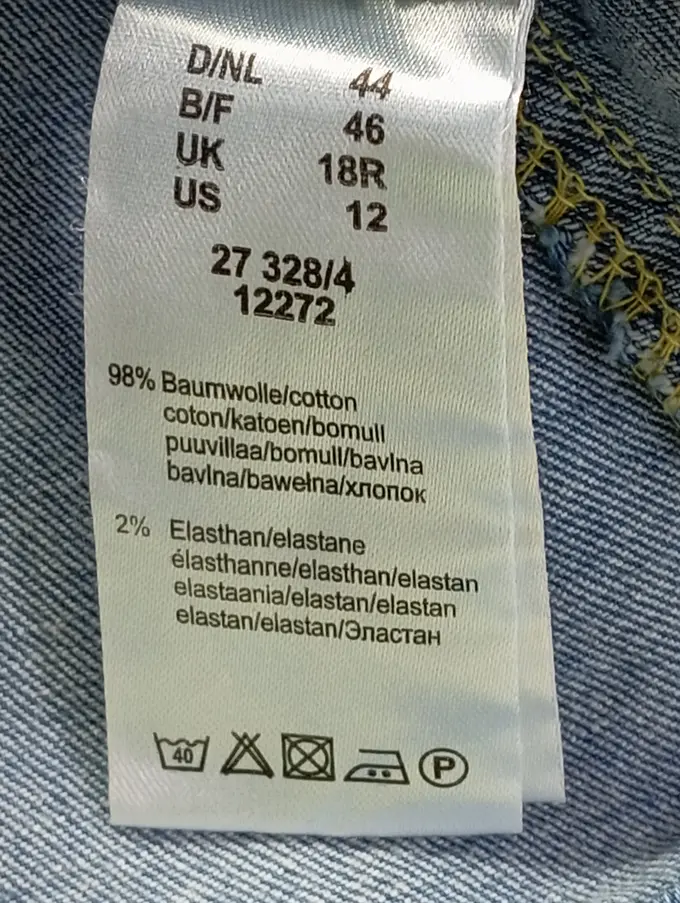 D/NL 44
B/F 46
UK 18R
US 12
27 328/4
12272
98% Baumwolle/cotton
coton/katoen/bomull
puuvillaa/bomull/bavlna
bavlna/bawełna/хлопок
2% Elasthan/elastane
élasthanne/elasthan/elastan
elastaania/elastan/elastan
elastan/elastan/Эластан
40 P